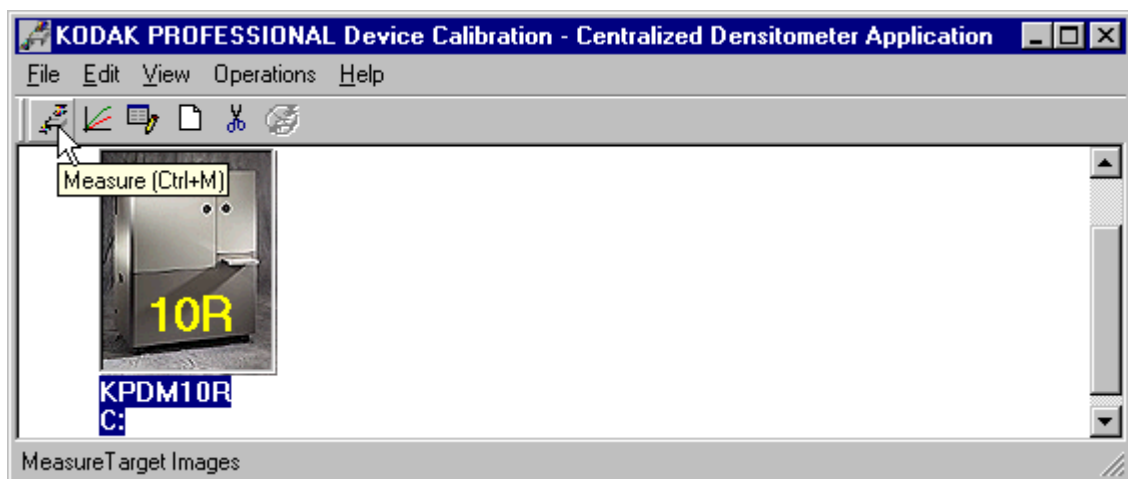 KODAK PROFESSIONAL Device Calibration - Centralized Densitometer Application
File Edit View Operations Help
Measure (Ctrl+M)
10R
KPDM10R
C:
MeasureTarget Images